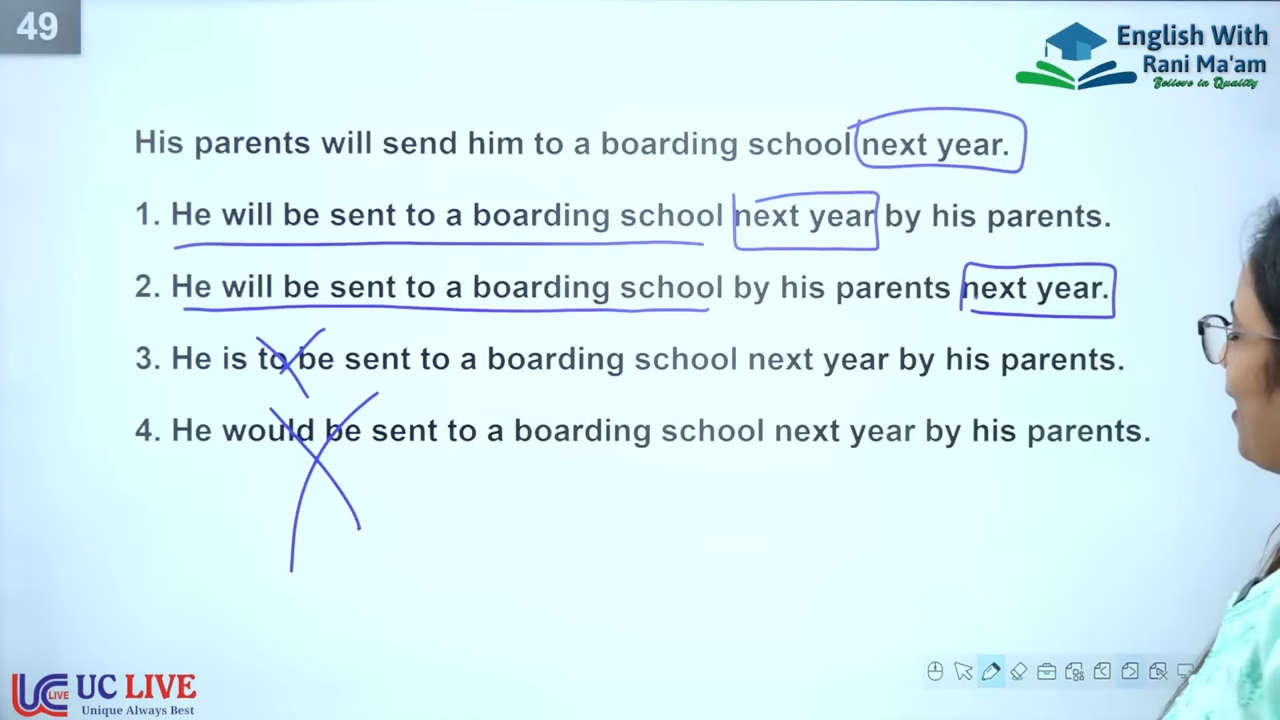 49
English With
Rani Ma'am
Believe in Quality
His parents will send him to a boarding school next year.
1. He will be sent to a boarding school next year by his parents.
2. He will be sent to a boarding school by his parents next year.
3. He is to be sent to a boarding school next year by his parents.
4. He would be sent to a boarding school next year by his parents.
UC LIVE
LIVE
Unique Always Best